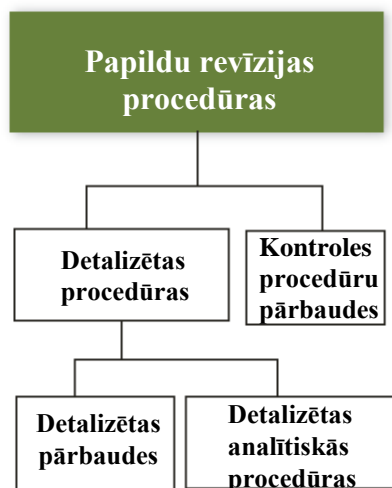 Papildu revīzijas
procedūras
Detalizētas
procedūras
Kontroles
procedūru
pārbaudes
Detalizētas
pārbaudes
Detalizētas
analītiskās
procedūras